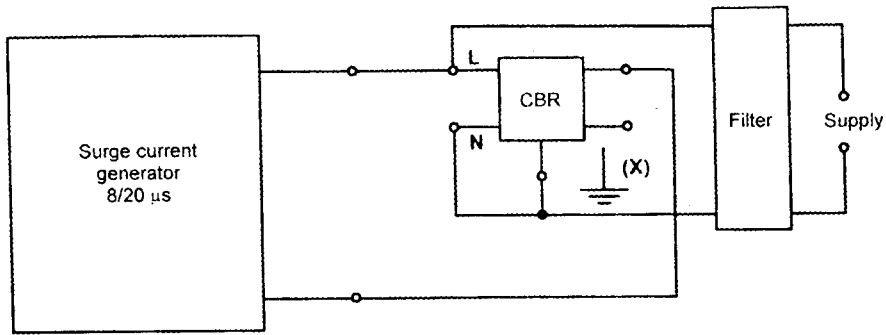 Surge current
generator
8/20 μs
L
N
CBR
(X)
Filter
Supply